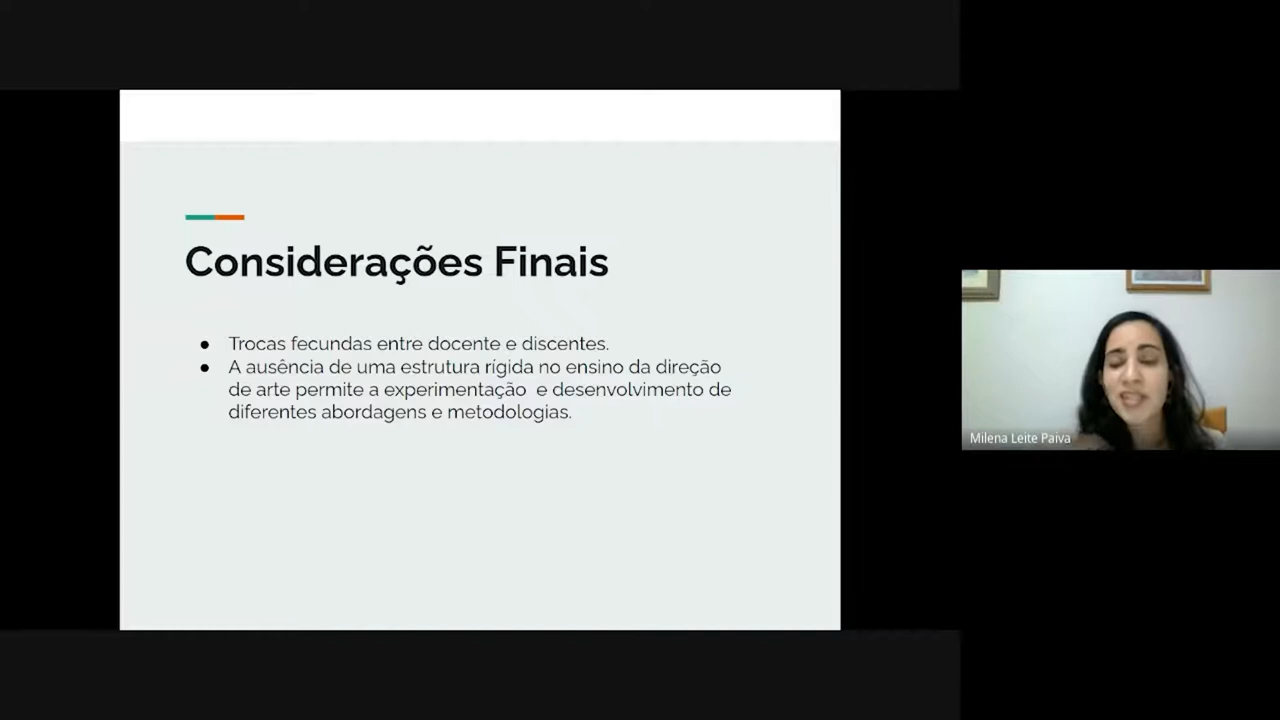 Considerações Finais
● Trocas fecundas entre docente e discentes.
● A ausência de uma estrutura rígida no ensino da direção
de arte permite a experimentação  e desenvolvimento de
diferentes abordagens e metodologias.
Milena Leite Paiva